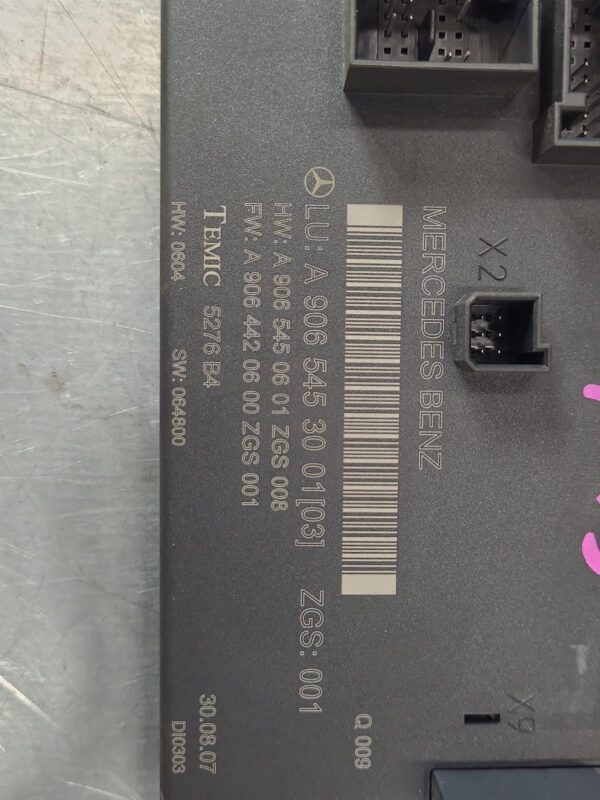 X2
MERCEDES BENZ
X9
Q 009
LU: A 906 545 30 01[03] ZGS: 001
HW: A 906 545 06 01 ZGS 008
FW: A 906 442 06 00 ZGS 001
TEMIC 5276 B4 30.08.07
HW: 0604 SW: 064800 DI0303